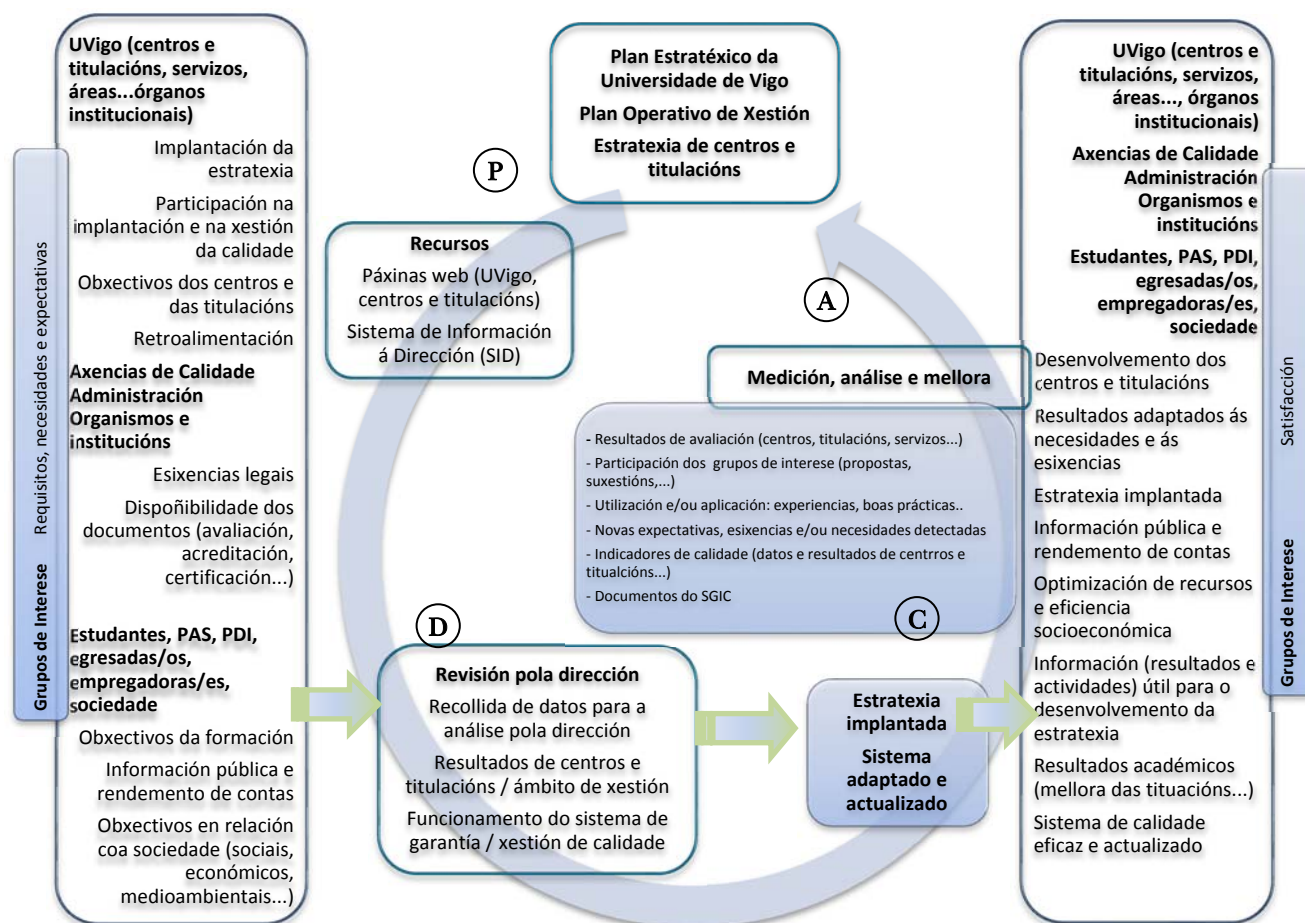 Grupos de Interese
Requisitos, necesidades e expectativas
UVigo (centros e
titulacións, servizos,
áreas...órganos
institucionais)
Implantación da
estratexia
Participación na
implantación e na xestión
da calidade
Obxectivos dos centros e
das titulacións
Retroalimentación
Axencias de Calidade
Administración
Organismos e
institucións
Esixencias legais
Dispoñibilidade dos
documentos (avaliación,
acreditación,
certificación...)
Estudantes, PAS, PDI,
egresadas/os,
empregadoras/es,
sociedade
Obxectivos da formación
Información pública e
rendemento de contas
Obxectivos en relación
coa sociedade (sociais,
económicos,
medioambientais...)
Plan Estratéxico da
Universidade de Vigo
Plan Operativo de Xestión
Estratexia de centros e
titulacións
P
Recursos
Páxinas web (UVigo,
centros e titulacións)
Sistema de Información
á Dirección (SID)
A
Medición, análise e mellora
- Resultados de avaliación (centros, titulacións, servizos...)
- Participación dos grupos de interese (propostas,
suxestións,...)
- Utilización e/ou aplicación: experiencias, boas prácticas..
- Novas expectativas, esixencias e/ou necesidades detectadas
- Indicadores de calidade (datos e resultados de centrros e
titualcións...)
- Documentos do SGIC
D
C
Revisión pola dirección
Recollida de datos para a
análise pola dirección
Resultados de centros e
titulacións / ámbito de xestión
Funcionamento do sistema de
garantía / xestión de calidade
Estratexia
implantada
Sistema
adaptado e
actualizado
UVigo (centros e
titulacións, servizos,
áreas..., órganos
institucionais)
Axencias de Calidade
Administración
Organismos e
institucións
Estudantes, PAS, PDI,
egresadas/os,
empregadoras/es,
sociedade
Desenvolvemento dos
centros e titulacións
Resultados adaptados ás
necesidades e ás
esixencias
Estratexia implantada
Información pública e
rendemento de contas
Optimización de recursos
e eficiencia
socioeconómica
Información (resultados e
actividades) útil para o
desenvolvemento da
estratexia
Resultados académicos
(mellora das tituacións...)
Sistema de calidade
eficaz e actualizado
Grupos de Interese
Satisfacción